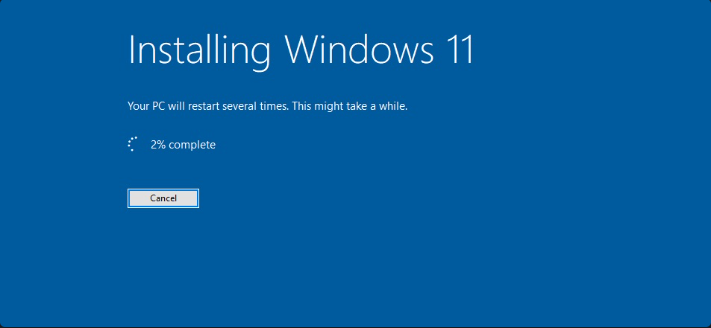 Installing Windows 11
Your PC will restart several times. This might take a while.
2% complete
Cancel